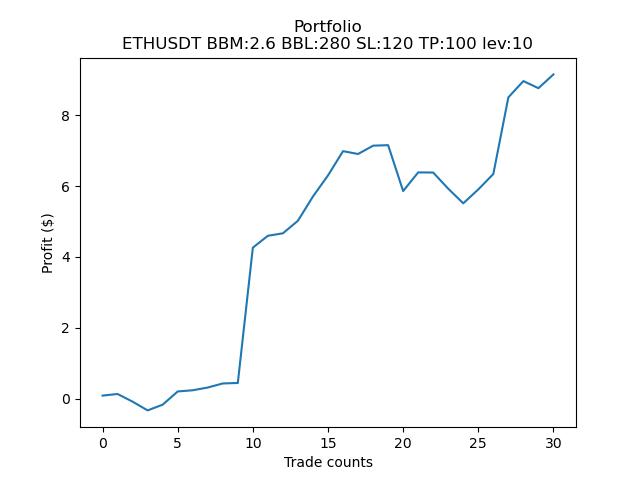 Portfolio
ETHUSDT BBM:2.6 BBL:280 SL:120 TP:100 lev:10
8
6
4
2
0
Profit ($)
0 5 10 15 20 25 30
Trade counts